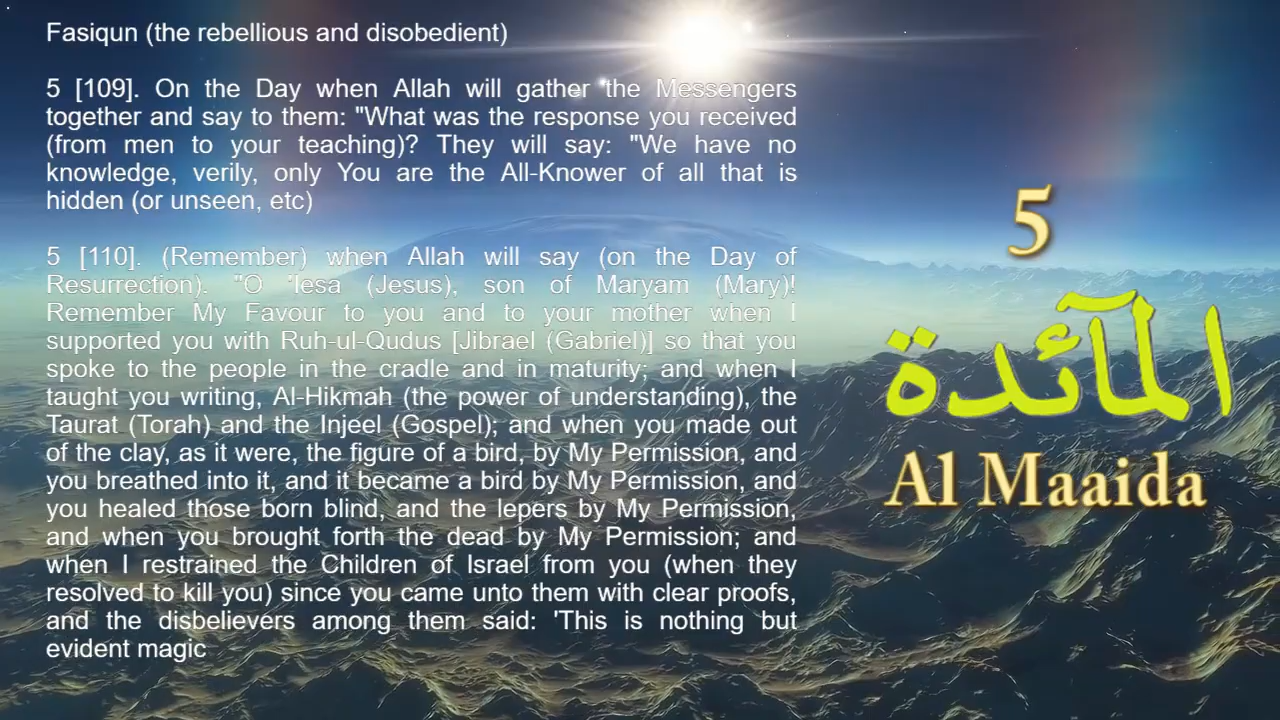 Fasiqun (the rebellious and disobedient)
5 [109]. On the Day when Allah will gather the Messengers
together and say to them: "What was the response you received
(from men to your teaching)? They will say: "We have no
knowledge, verily, only You are the All-Knower of all that is
hidden (or unseen, etc)
5 [110]. (Remember) when Allah will say (on the Day of
Resurrection). "O 'Iesa (Jesus), son of Maryam (Mary)!
Remember My Favour to you and to your mother when I
supported you with Ruh-ul-Qudus [Jibrael (Gabriel)] so that you
spoke to the people in the cradle and in maturity; and when I
taught you writing, Al-Hikmah (the power of understanding), the
Taurat (Torah) and the Injeel (Gospel); and when you made out
of the clay, as it were, the figure of a bird, by My Permission, and
you breathed into it, and it became a bird by My Permission, and
you healed those born blind, and the lepers by My Permission,
and when you brought forth the dead by My Permission; and
when I restrained the Children of Israel from you (when they
resolved to kill you) since you came unto them with clear proofs,
and the disbelievers among them said: 'This is nothing but
evident magic
5
المآئدة
Al Maaida